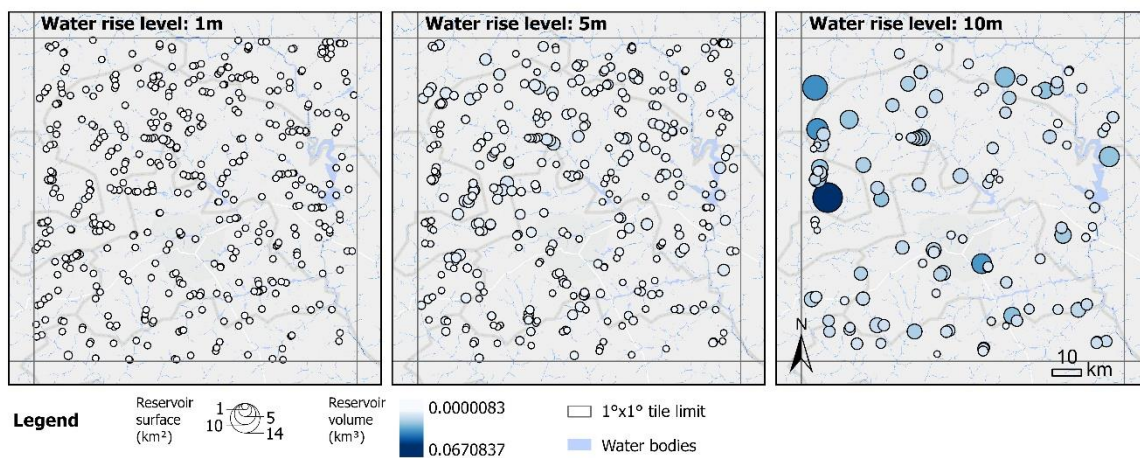 Water rise level: 1m
Water rise level: 5m
Water rise level: 10m
N
10
km
Legend
Reservoir
surface
(km²)
1
5
10
14
Reservoir
volume
(km³)
0.0000083
0.0670837
1°x1° tile limit
Water bodies